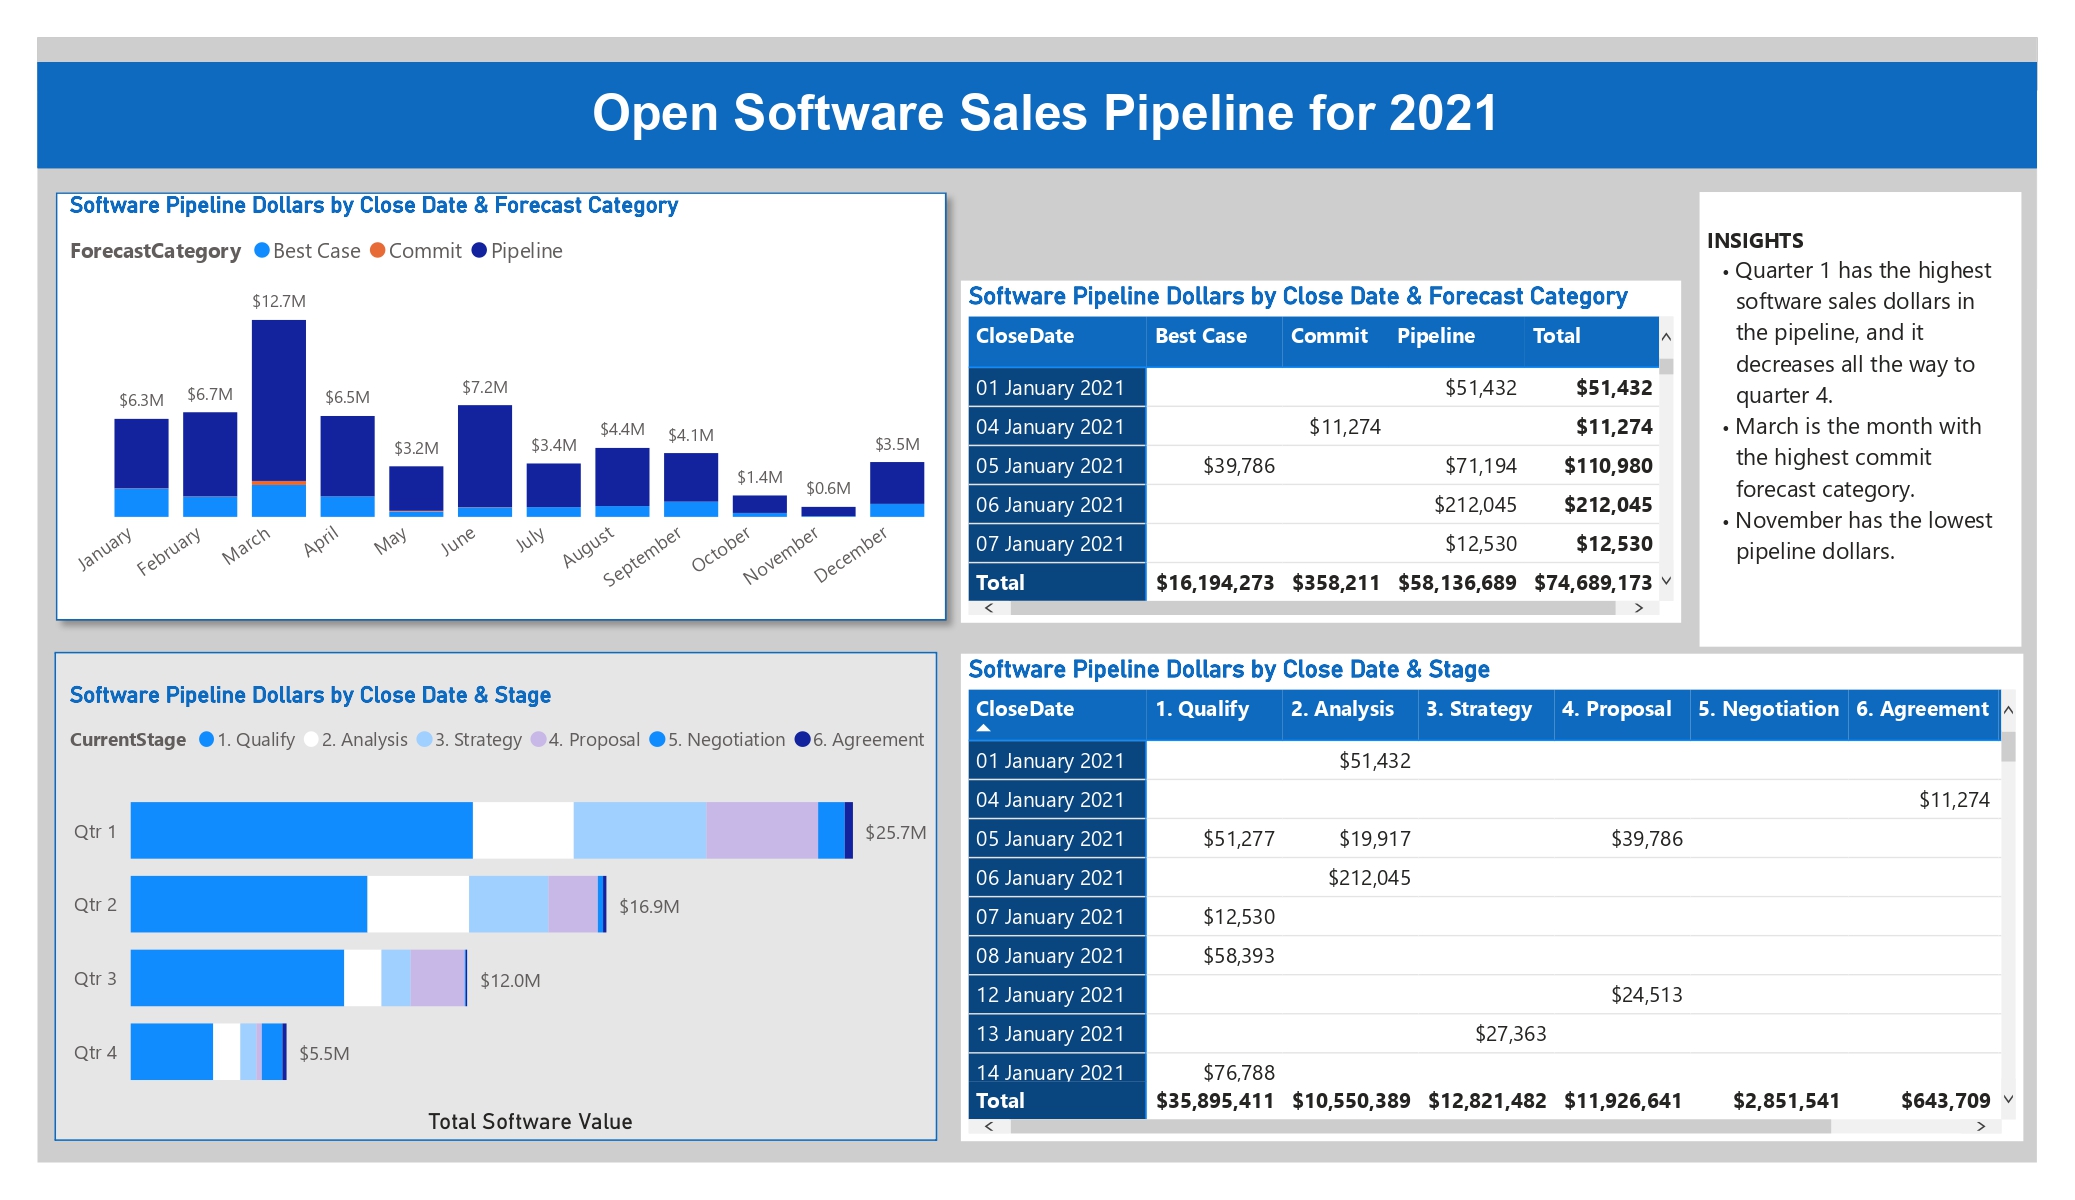 Open Software Sales Pipeline for 2021
Software Pipeline Dollars by Close Date & Forecast Category
ForecastCategory Best Case Commit Pipeline
$6.3M $6.7M $12.7M $6.5M $3.2M $7.2M $3.4M $4.4M $4.1M $1.4M $0.6M $3.5M
January February March April May June July August September October November December
Software Pipeline Dollars by Close Date & Forecast Category
CloseDate Best Case Commit Pipeline Total
01 January 2021 $51,432 $51,432
04 January 2021 $11,274 $11,274
05 January 2021 $39,786 $71,194 $110,980
06 January 2021 $212,045 $212,045
07 January 2021 $12,530 $12,530
Total $16,194,273 $358,211 $58,136,689 $74,689,173
INSIGHTS
• Quarter 1 has the highest
software sales dollars in
the pipeline, and it
decreases all the way to
quarter 4.
• March is the month with
the highest commit
forecast category.
• November has the lowest
pipeline dollars.
Software Pipeline Dollars by Close Date & Stage
CurrentStage 1. Qualify 2. Analysis 3. Strategy 4. Proposal 5. Negotiation 6. Agreement
Qtr 1 $25.7M
Qtr 2 $16.9M
Qtr 3 $12.0M
Qtr 4 $5.5M
Total Software Value
Software Pipeline Dollars by Close Date & Stage
CloseDate 1. Qualify 2. Analysis 3. Strategy 4. Proposal 5. Negotiation 6. Agreement
01 January 2021 $51,432
04 January 2021 $11,274
05 January 2021 $51,277 $19,917 $39,786
06 January 2021 $212,045
07 January 2021 $12,530
08 January 2021 $58,393
12 January 2021 $24,513
13 January 2021 $27,363
14 January 2021 $76,788
Total $35,895,411 $10,550,389 $12,821,482 $11,926,641 $2,851,541 $643,709